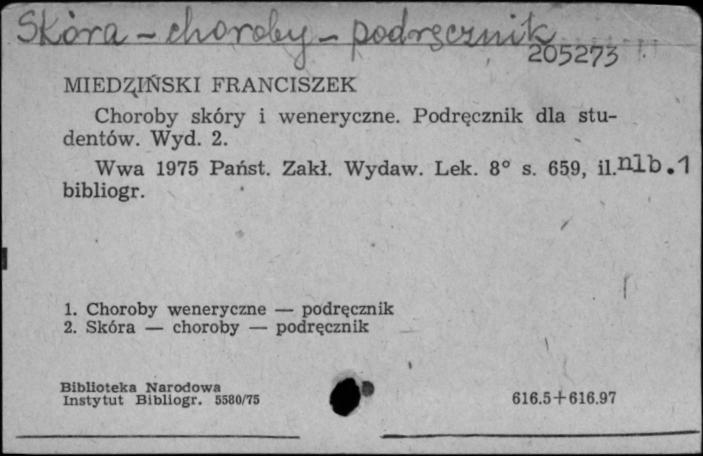 Skóra - choroby - podręcznik
205273
MIEDZIŃSKI FRANCISZEK
Choroby skóry i weneryczne. Podręcznik dla stu-
dentów. Wyd. 2.
Wwa 1975 Państ. Zakł. Wydaw. Lek. 8° s. 659, il. nlb.1
bibliogr.
1. Choroby weneryczne — podręcznik
2. Skóra — choroby — podręcznik
Biblioteka Narodowa
Instytut Bibliogr. 5580/75
616.5+616.97